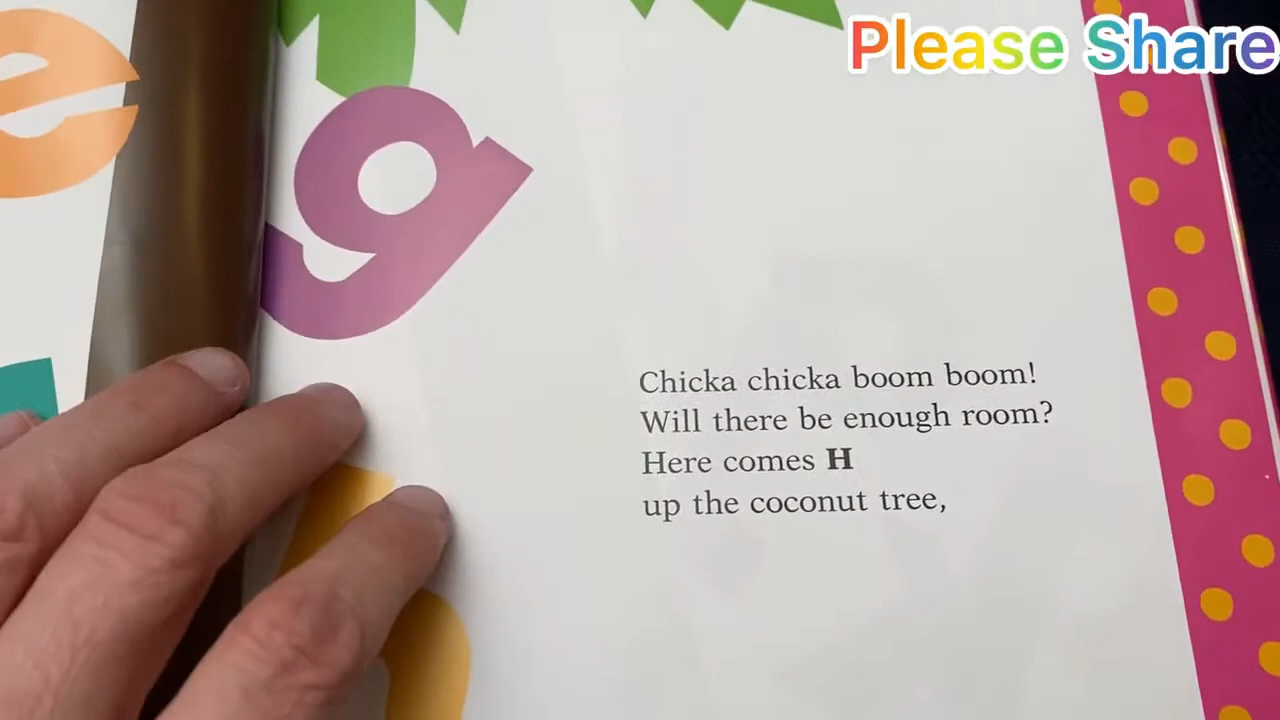 Please Share
e
g
Chicka chicka boom boom!
Will there be enough room?
Here comes H
up the coconut tree,